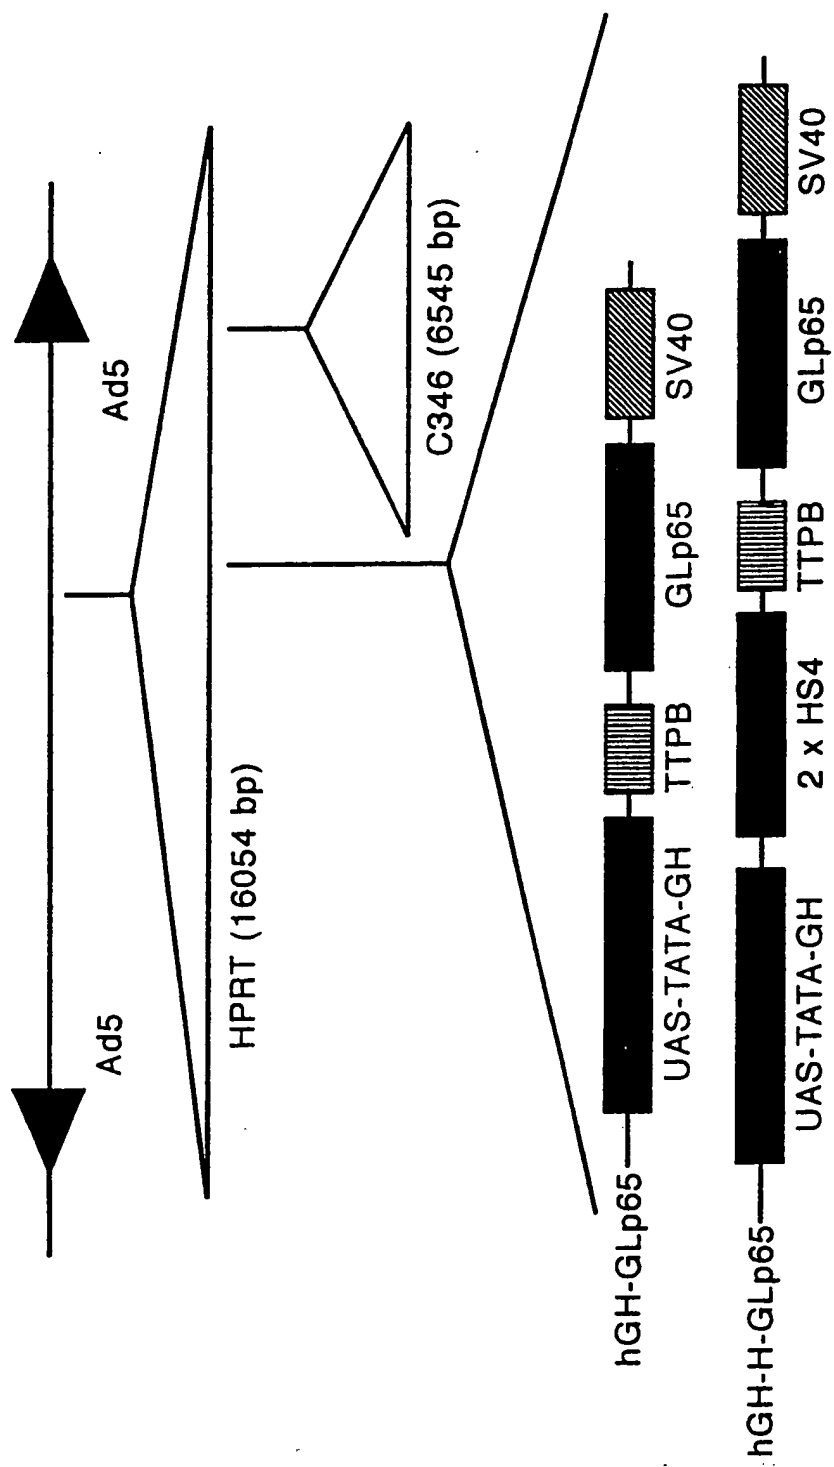 Ad5 Ad5
HPRT (16054 bp)
C346 (6545 bp)
hGH-GLp65
UAS-TATA-GH TTPB GLp65 SV40
hGH-H-GLp65
UAS-TATA-GH 2 x HS4 TTPB GLp65 SV40